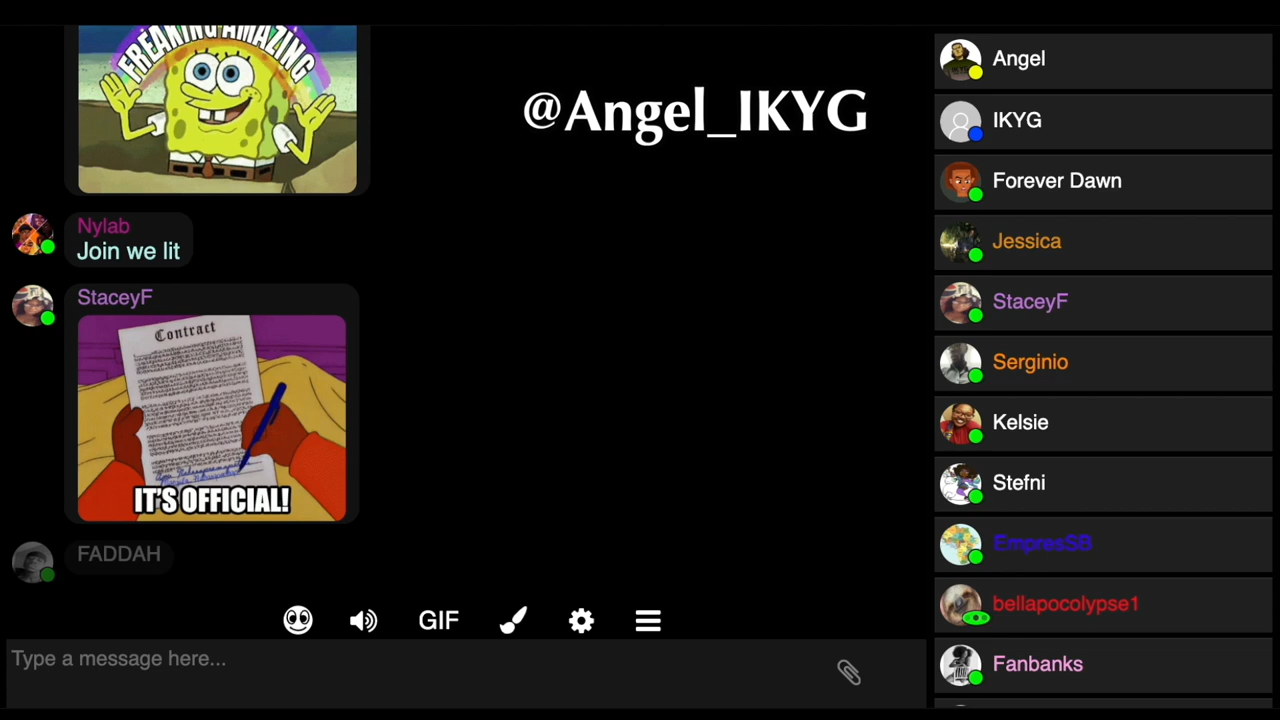 FREAKING AMAZING
@Angel_IKYG
Nylab
Join we lit
StaceyF
Contract
IT'S OFFICIAL!
FADDAH
GIF
Type a message here...
Angel
IKYG
Forever Dawn
Jessica
StaceyF
Serginio
Kelsie
Stefni
EmpresSB
bellapocolypse1
Fanbanks